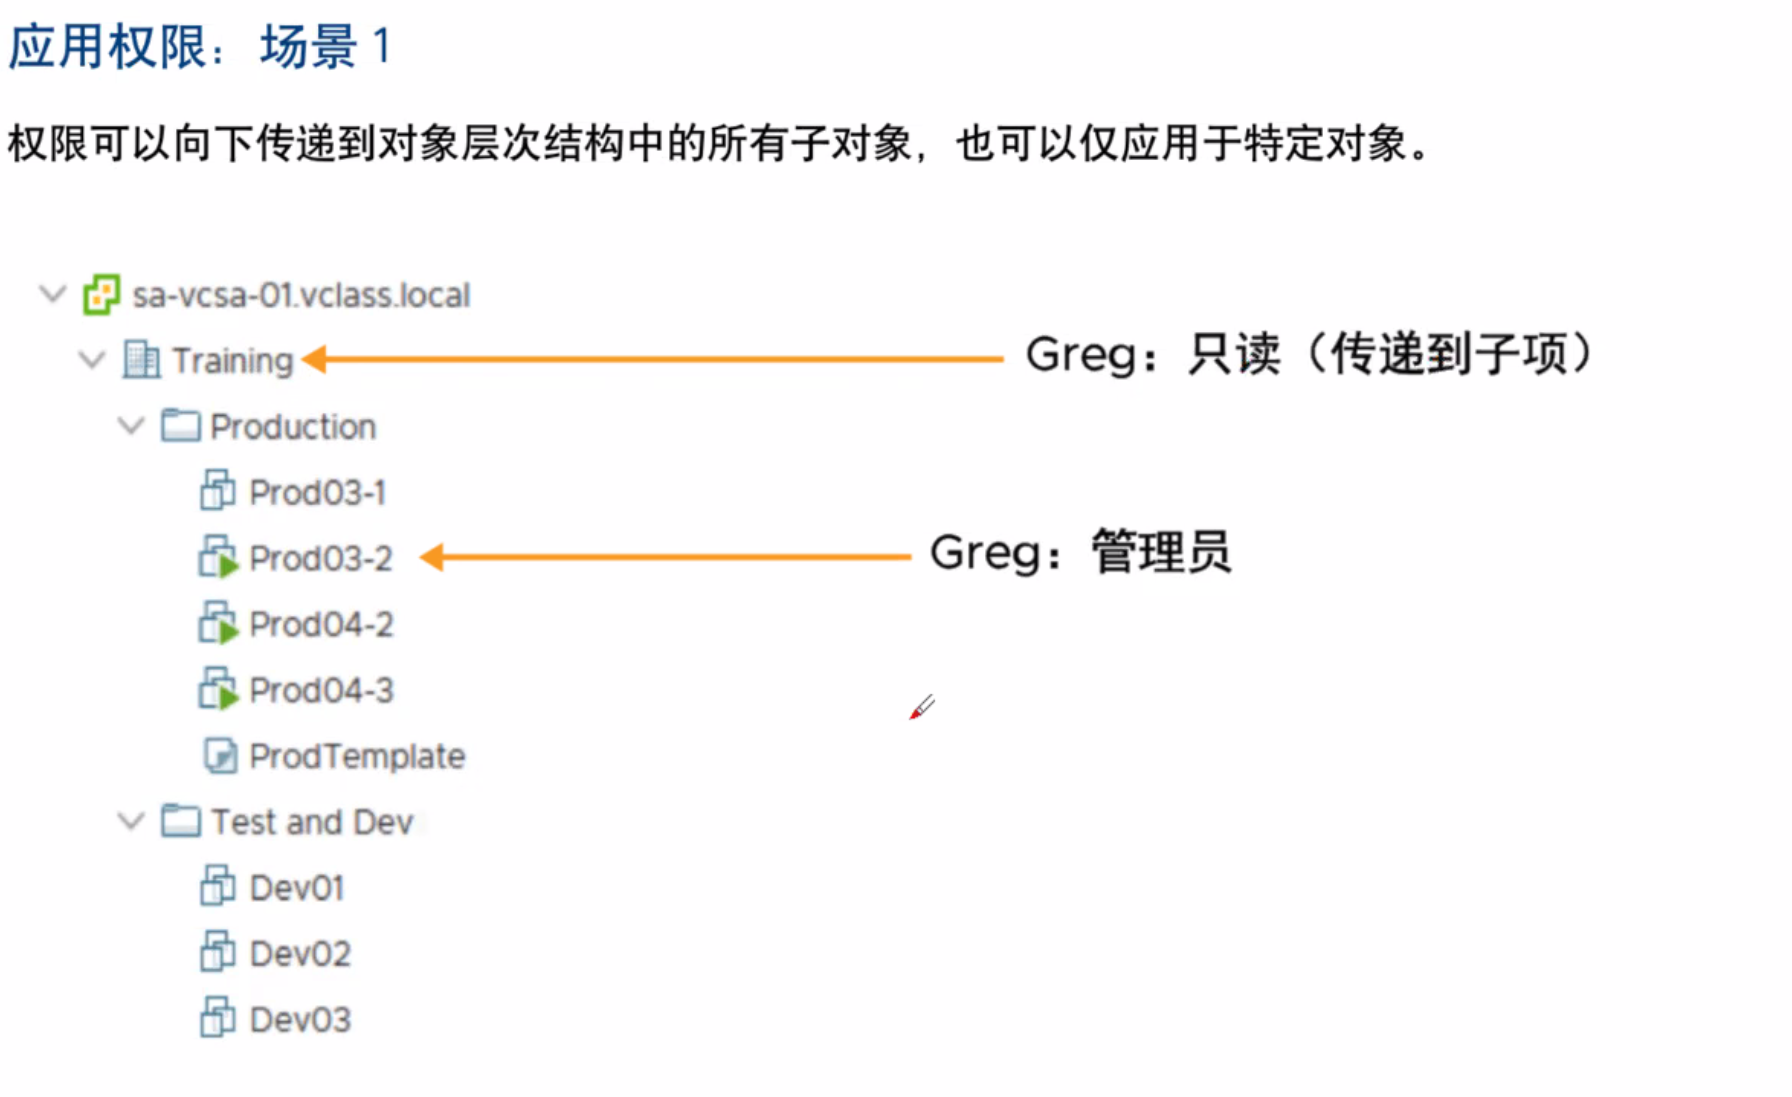 应用权限：场景 1
权限可以向下传递到对象层次结构中的所有子对象，也可以仅应用于特定对象。
sa-vcsa-01.vclass.local
Training
Greg：只读（传递到子项）
Production
Prod03-1
Prod03-2
Greg：管理员
Prod04-2
Prod04-3
ProdTemplate
Test and Dev
Dev01
Dev02
Dev03